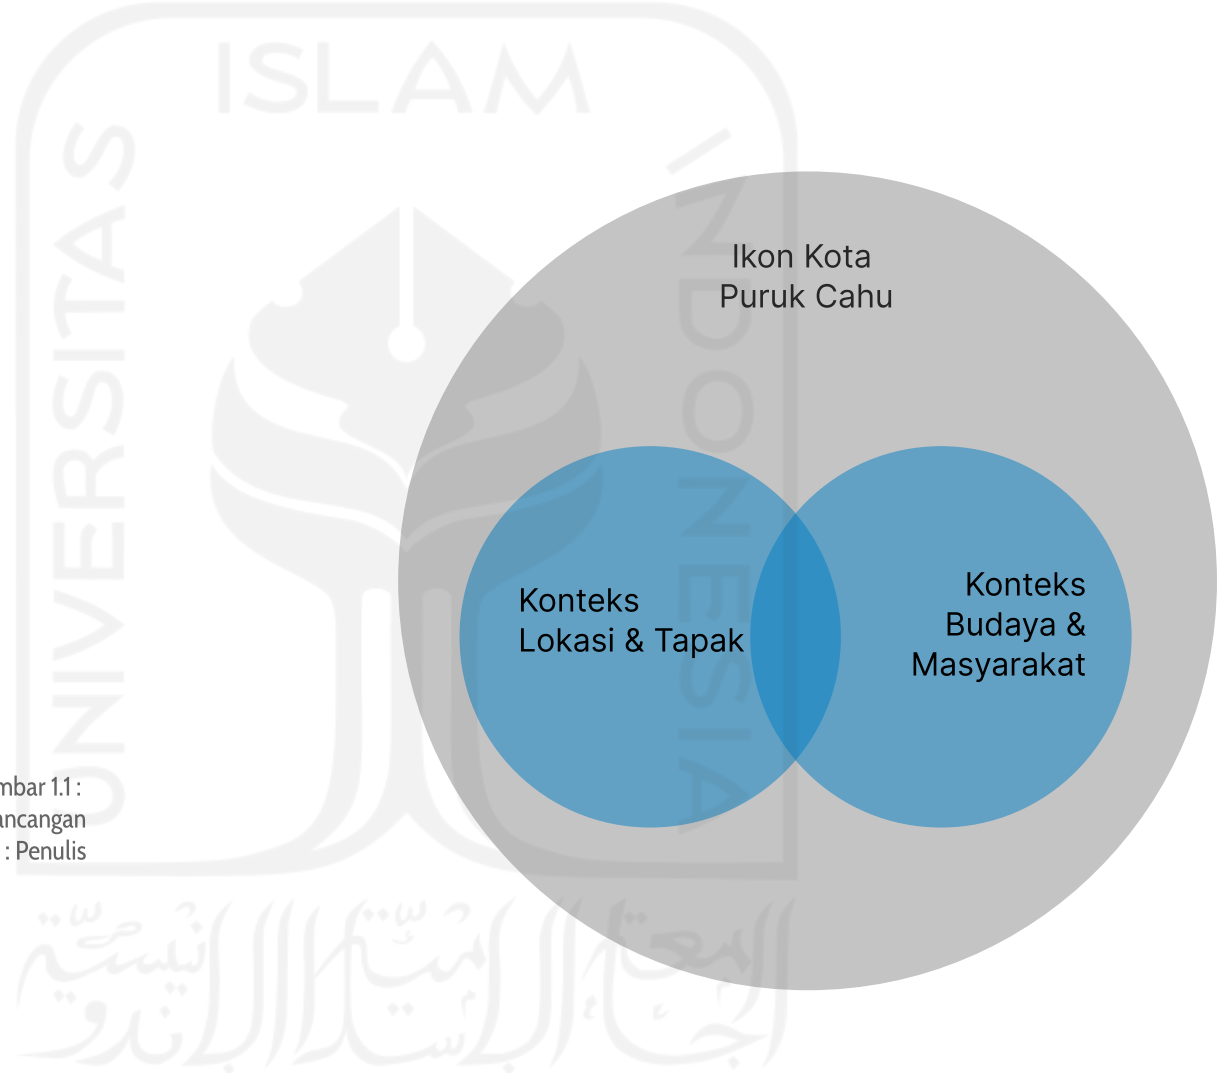 ISLAM
UNIVERSITAS
INDONESIA
Ikon Kota
Puruk Cahu
Konteks
Lokasi & Tapak
Konteks
Budaya &
Masyarakat
mbar 1.1 :
ancangan
: Penulis